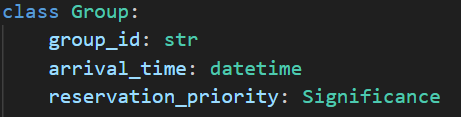 class Group:
    group_id: str
    arrival_time: datetime
    reservation_priority: Significance